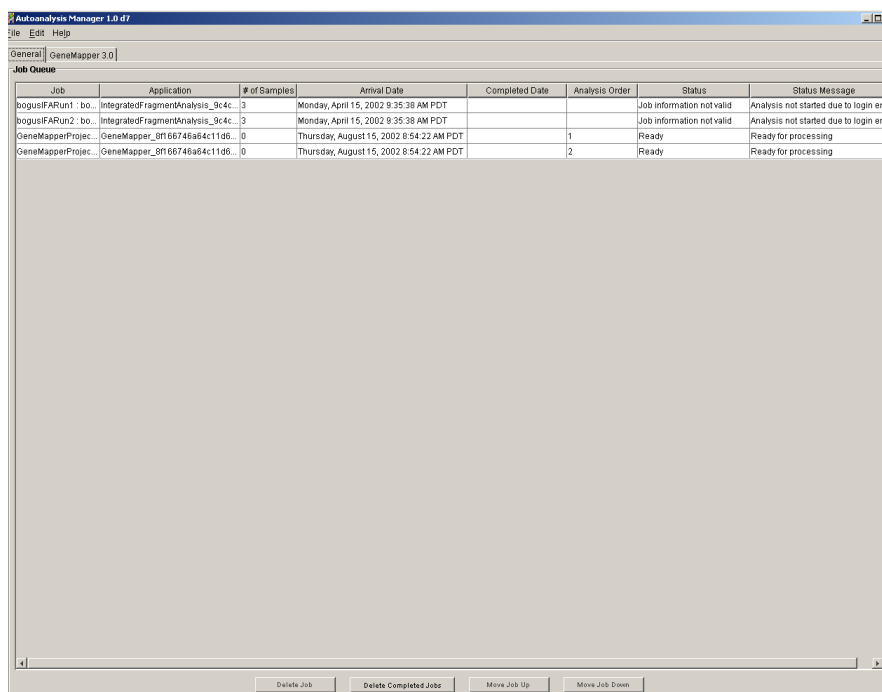 Autoanalysis Manager 1.0 d7
File Edit Help
General GeneMapper 3.0
Job Queue
Job Application # of Samples Arrival Date Completed Date Analysis Order Status Status Message
bogusIFARun1 : bo... IntegratedFragmentAnalysis_9c4c... 3 Monday, April 15, 2002 9:35:38 AM PDT Job information not valid Analysis not started due to login er
bogusIFARun2 : bo... IntegratedFragmentAnalysis_9c4c... 3 Monday, April 15, 2002 9:35:38 AM PDT Job information not valid Analysis not started due to login er
GeneMapperProjec... GeneMapper_8f166746a64c11d6... 0 Thursday, August 15, 2002 8:54:22 AM PDT 1 Ready Ready for processing
GeneMapperProjec... GeneMapper_8f166746a64c11d6... 0 Thursday, August 15, 2002 8:54:22 AM PDT 2 Ready Ready for processing
Delete Job Delete Completed Jobs Move Job Up Move Job Down